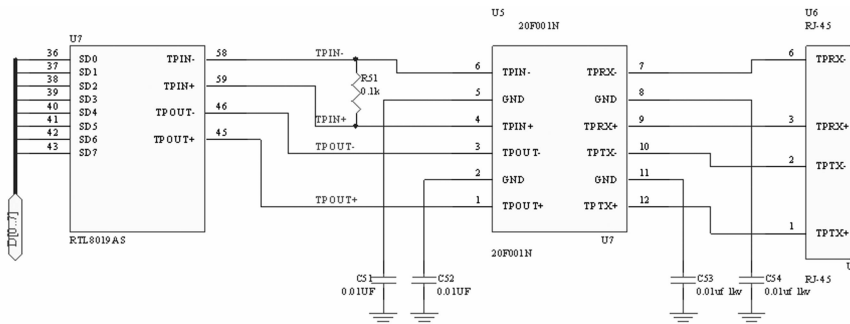 U7
36 SD0 TPIN- 58
37 SD1
38 SD2 TPIN+ 59
39 SD3
40 SD4 TPOUT- 46
41 SD5
42 SD6 TPOUT+ 45
43 SD7
D[0..7]
RTL8019AS
TPIN-
R51
0.1k
TPIN+
TPOUT-
TPOUT+
U5
20F001N
6 TPIN- TPRX- 7
5 GND GND 8
4 TPIN+ TPRX+ 9
3 TPOUT- TPTX- 10
2 GND GND 11
1 TPOUT+ TPTX+ 12
U7
20F001N
C51
0.01UF
C52
0.01UF
C53
0.01uf 1kv
C54
0.01uf 1kv
U6
RJ-45
6 TPRX-
3 TPRX+
2 TPTX-
1 TPTX+
U
RJ-45